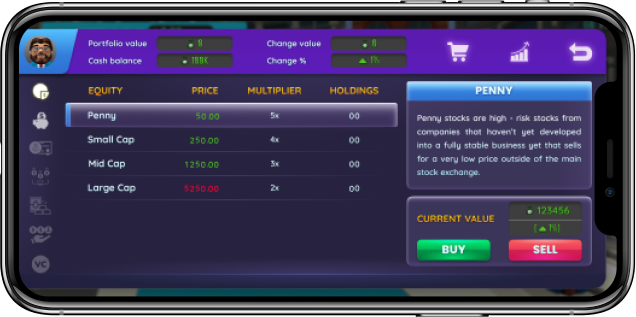 Portfolio value
Change value
Cash balance 100K
Change % 1%
EQUITY PRICE MULTIPLIER HOLDINGS
Penny 50.00 5x 00
Small Cap 250.00 4x 00
Mid Cap 1250.00 3x 00
Large Cap 5250.00 2x 00
VC
PENNY
Penny stocks are high - risk stocks from
companies that haven't yet developed
into a fully stable business yet that sells
for a very low price outside of the main
stock exchange.
CURRENT VALUE 123456
[ ▲ 1%]
BUY SELL